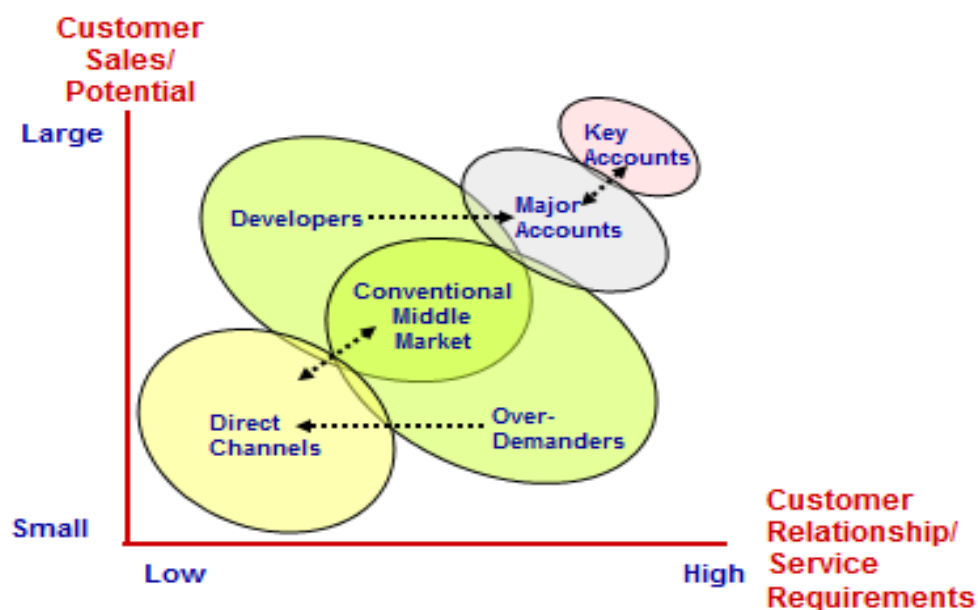 Customer
Sales/
Potential
Large
Key
Accounts
Developers
Major
Accounts
Conventional
Middle
Market
Direct
Channels
Over-
Demanders
Small
Low
High
Customer
Relationship/
Service
Requirements